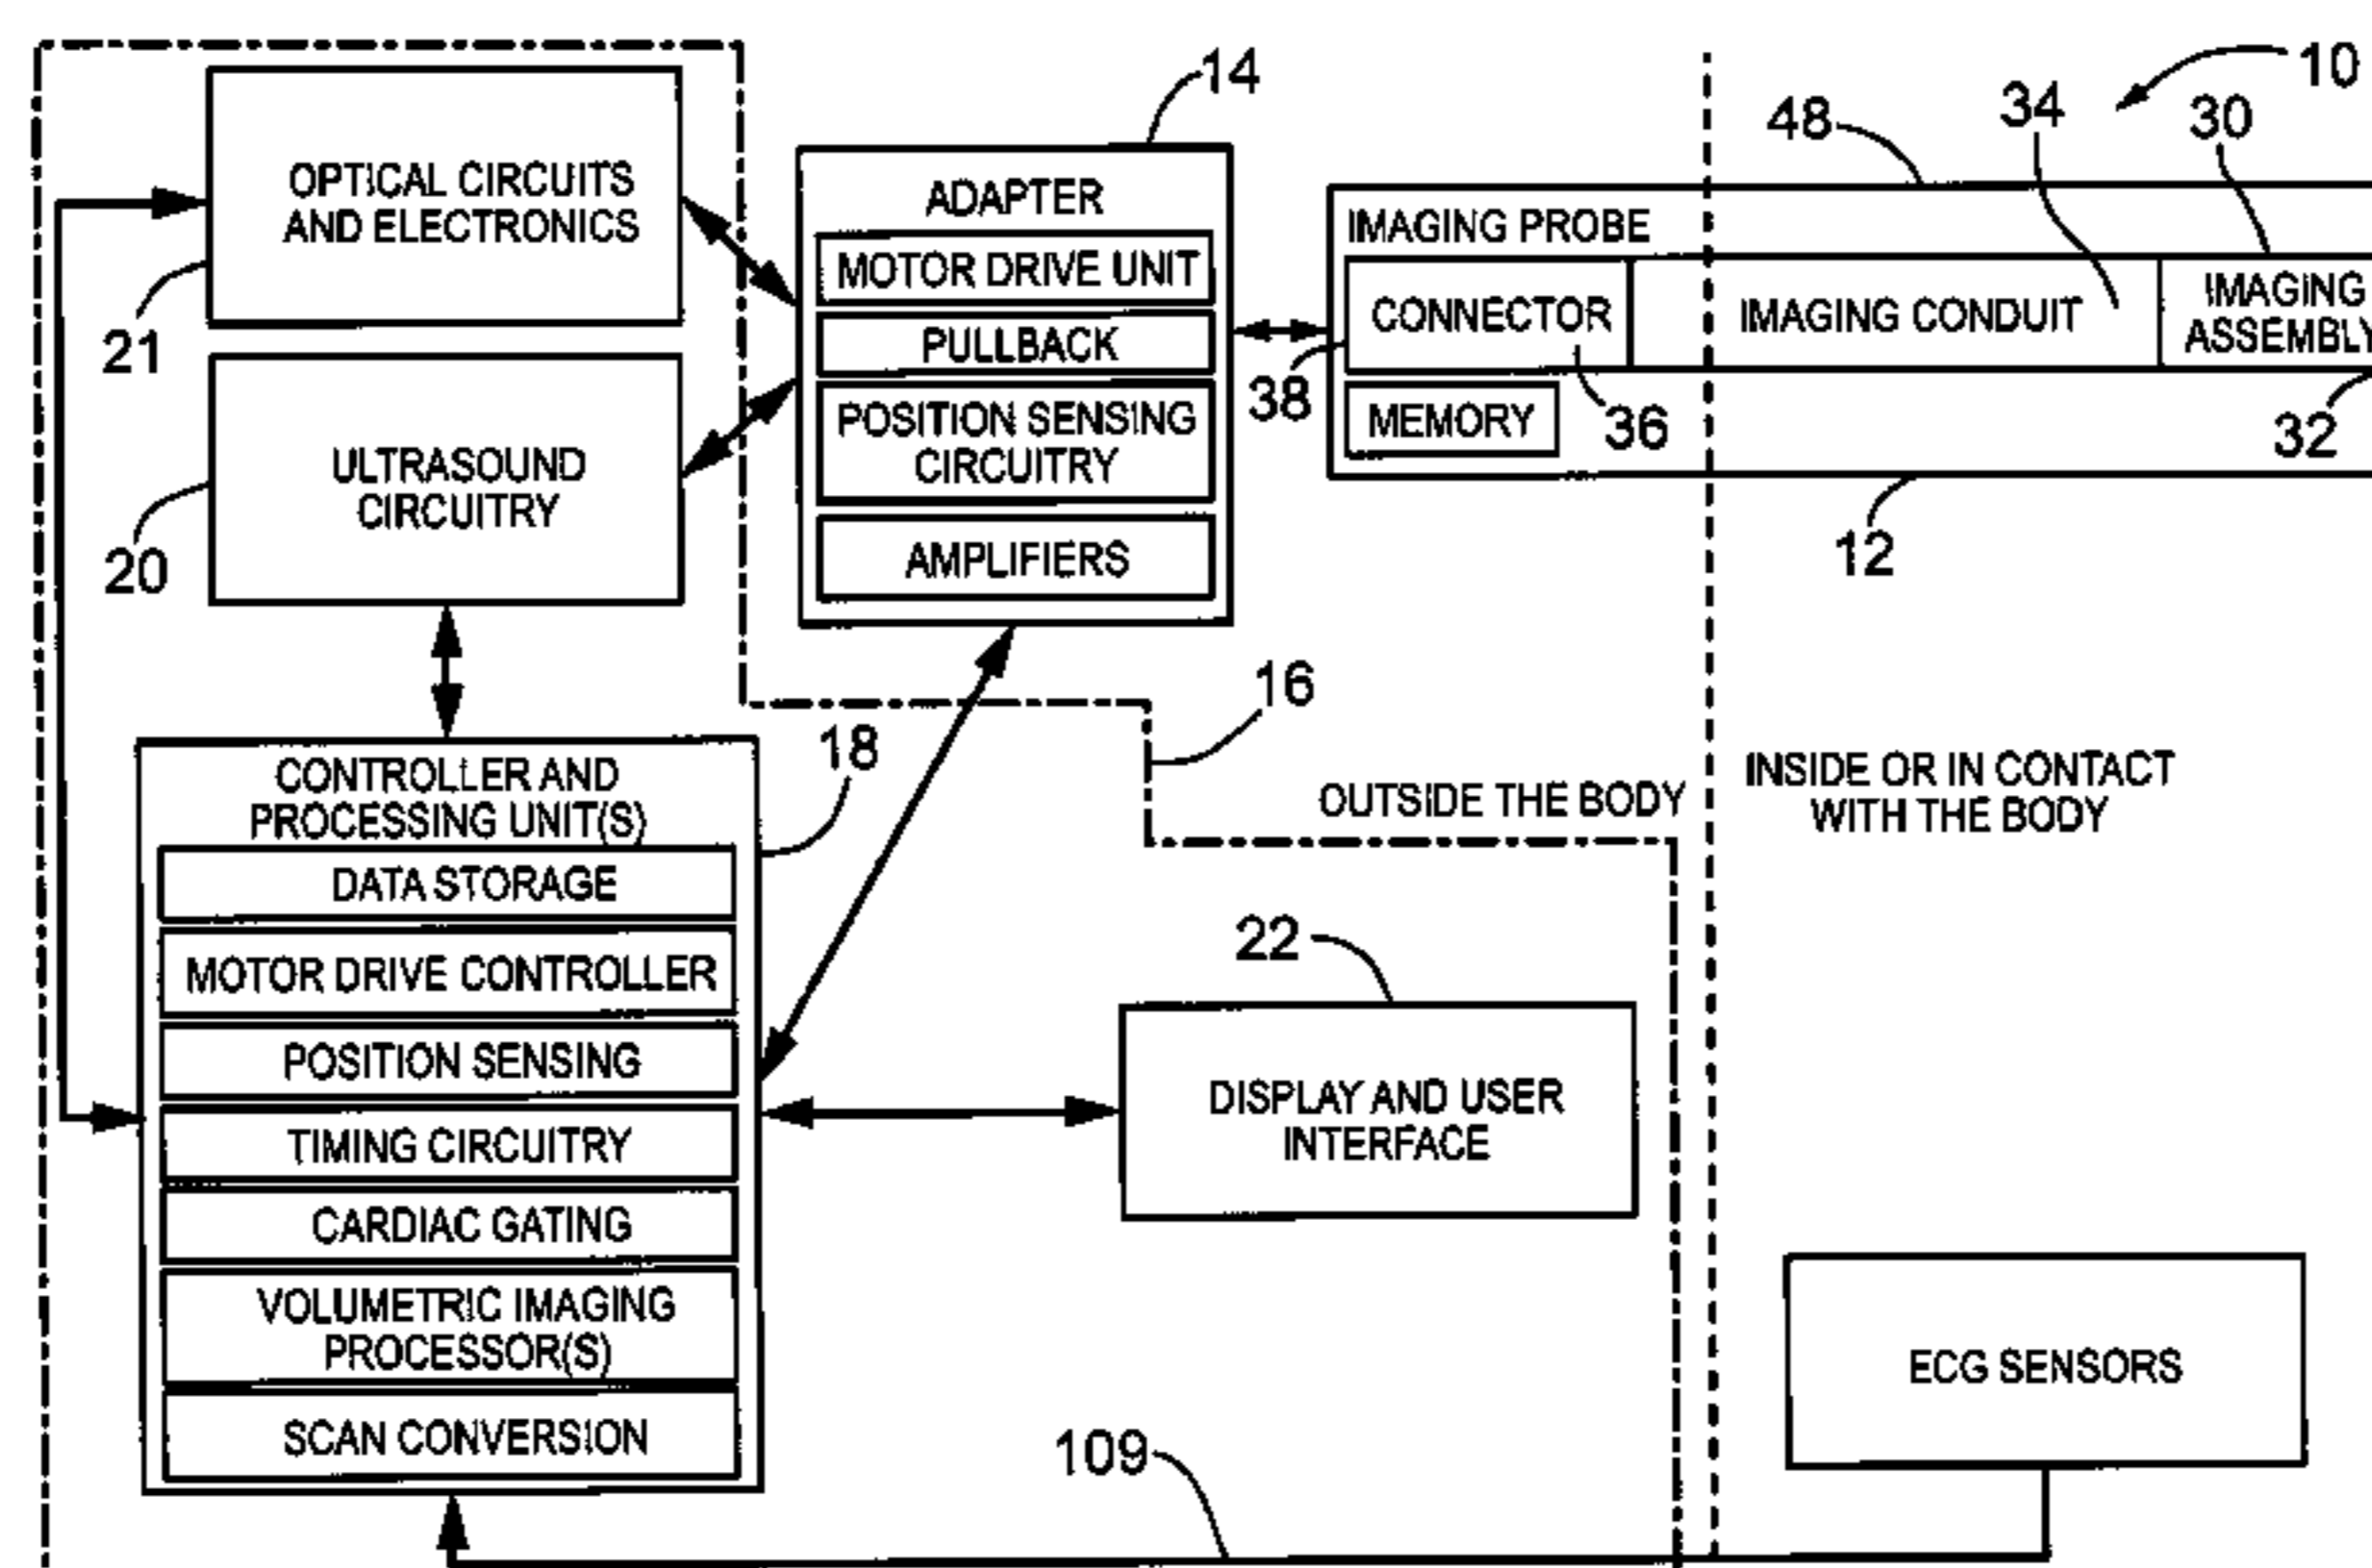 10
14
34
48
30
OPTICAL CIRCUITS
AND ELECTRONICS
21
ADAPTER
MOTOR DRIVE UNIT
PULLBACK
POSITION SENSING
CIRCUITRY
AMPLIFIERS
IMAGING PROBE
CONNECTOR
IMAGING CONDUIT
IMAGING
ASSEMBLY
38
MEMORY
36
32
12
ULTRASOUND
CIRCUITRY
20
16
18
CONTROLLER AND
PROCESSING UNIT(S)
DATA STORAGE
MOTOR DRIVE CONTROLLER
POSITION SENSING
TIMING CIRCUITRY
CARDIAC GATING
VOLUMETRIC IMAGING
PROCESSOR(S)
SCAN CONVERSION
OUTSIDE THE BODY
INSIDE OR IN CONTACT
WITH THE BODY
22
DISPLAY AND USER
INTERFACE
ECG SENSORS
109